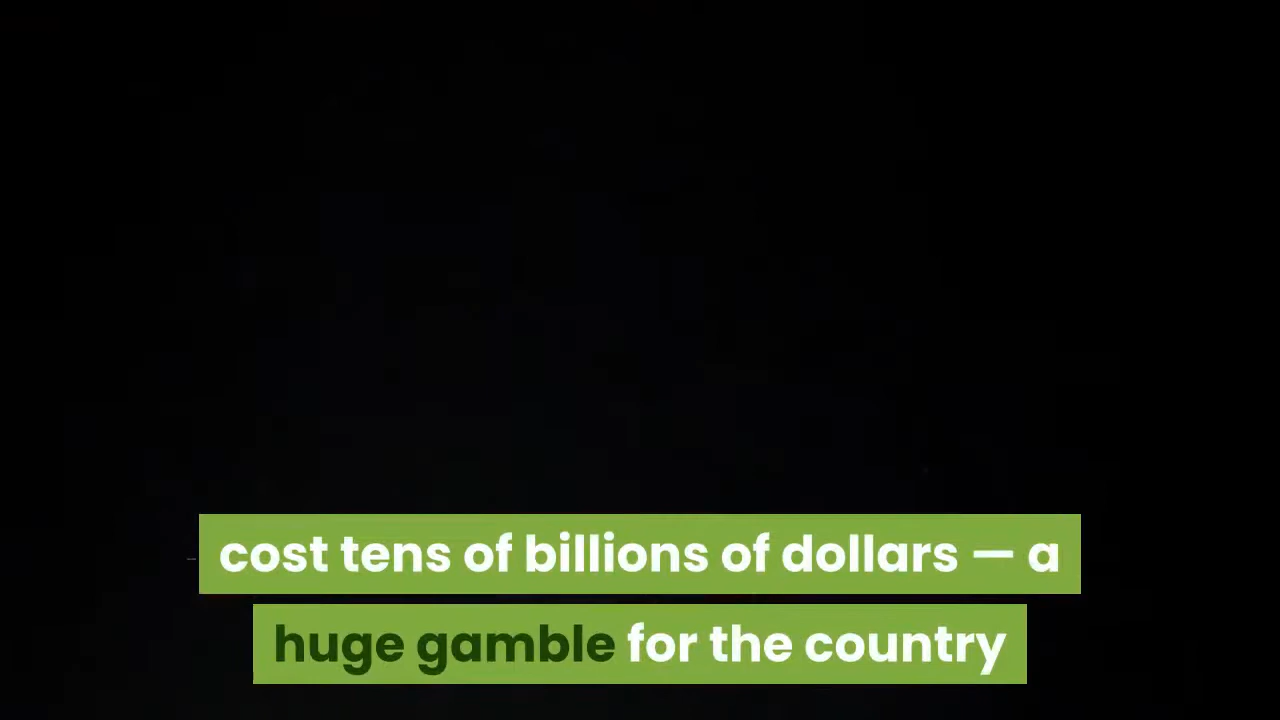 cost tens of billions of dollars — a
huge gamble for the country